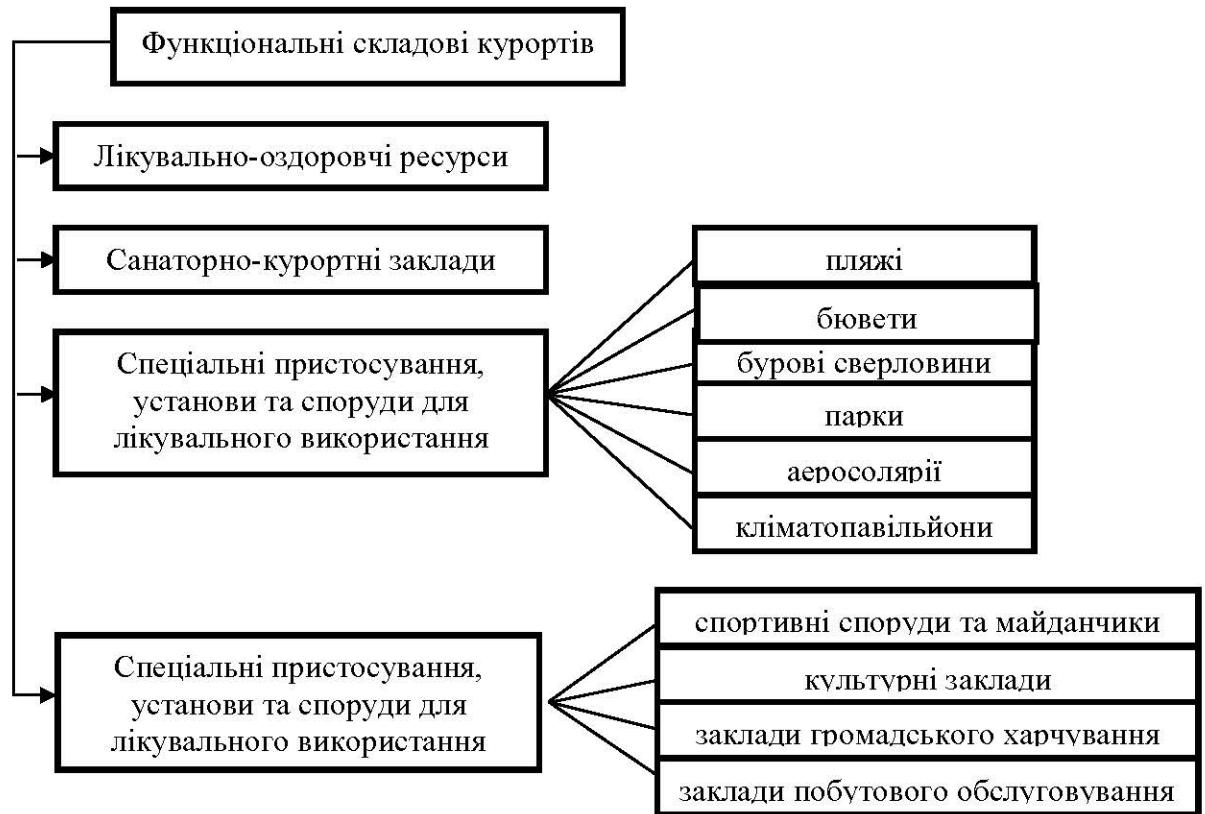 Функціональні складові курортів
Лікувально-оздоровчі ресурси
Санаторно-курортні заклади
Спеціальні пристосування,
установи та споруди для
лікувального використання
пляжі
бювети
бурові сверловини
парки
аеросолярії
кліматопавільйони
Спеціальні пристосування,
установи та споруди для
лікувального використання
спортивні споруди та майданчики
культурні заклади
заклади громадського харчування
заклади побутового обслуговування